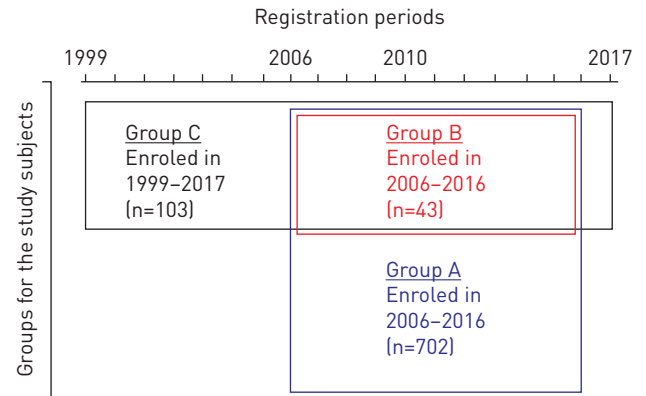 Registration periods
1999 2006 2010 2017
Groups for the study subjects
Group C
Enroled in
1999–2017
(n=103)
Group B
Enroled in
2006–2016
(n=43)
Group A
Enroled in
2006–2016
(n=702)